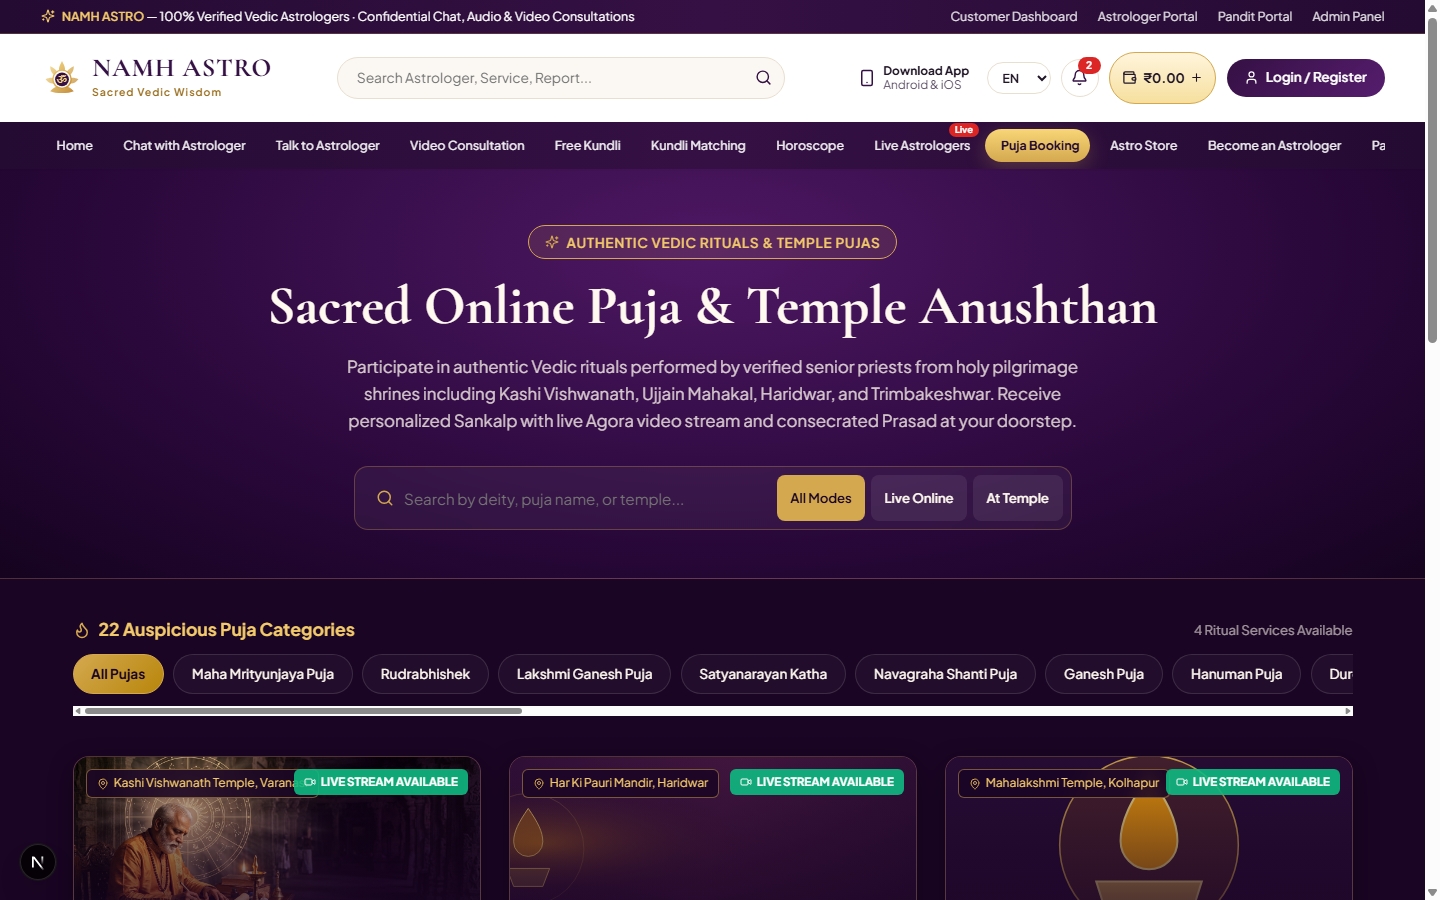 NAMH ASTRO — 100% Verified Vedic Astrologers · Confidential Chat, Audio & Video Consultations
Customer Dashboard
Astrologer Portal
Pandit Portal
Admin Panel
NAMH ASTRO
Sacred Vedic Wisdom
Search Astrologer, Service, Report...
Download App
Android & iOS
EN
2
₹0.00 +
Login / Register
Home
Chat with Astrologer
Talk to Astrologer
Video Consultation
Free Kundli
Kundli Matching
Horoscope
Live Astrologers
Live
Puja Booking
Astro Store
Become an Astrologer
Pa
AUTHENTIC VEDIC RITUALS & TEMPLE PUJAS
Sacred Online Puja & Temple Anushthan
Participate in authentic Vedic rituals performed by verified senior priests from holy pilgrimage
shrines including Kashi Vishwanath, Ujjain Mahakal, Haridwar, and Trimbakeshwar. Receive
personalized Sankalp with live Agora video stream and consecrated Prasad at your doorstep.
Search by deity, puja name, or temple...
All Modes
Live Online
At Temple
22 Auspicious Puja Categories
4 Ritual Services Available
All Pujas
Maha Mrityunjaya Puja
Rudrabhishek
Lakshmi Ganesh Puja
Satyanarayan Katha
Navagraha Shanti Puja
Ganesh Puja
Hanuman Puja
Dur
Kashi Vishwanath Temple, Varana
LIVE STREAM AVAILABLE
Har Ki Pauri Mandir, Haridwar
LIVE STREAM AVAILABLE
Mahalakshmi Temple, Kolhapur
LIVE STREAM AVAILABLE
N